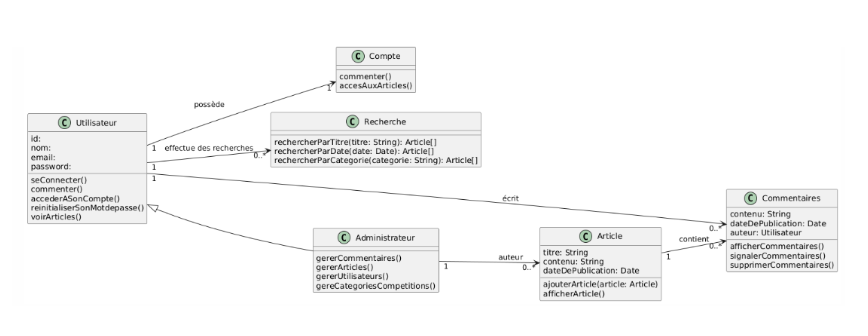 C Compte
commenter()
accesAuxArticles()
possède
1
C Utilisateur
id:
nom:
email:
password:
seConnecter()
commenter()
accederASonCompte()
reinitialiserSonMotdepasse()
voirArticles()
1
effectue des recherches
0..*
1
1
C Recherche
rechercherParTitre(titre: String): Article[]
rechercherParDate(date: Date): Article[]
rechercherParCategorie(categorie: String): Article[]
écrit
0..*
C Commentaires
contenu: String
dateDePublication: Date
auteur: Utilisateur
afficherCommentaires()
signalerCommentaires()
supprimerCommentaires()
C Administrateur
gererCommentaires()
gererArticles()
gererUtilisateurs()
gereCategoriesCompetitions()
1
auteur
0..*
C Article
titre: String
contenu: String
dateDePublication: Date
ajouterArticle(article: Article)
afficherArticle()
contient
1
0..*